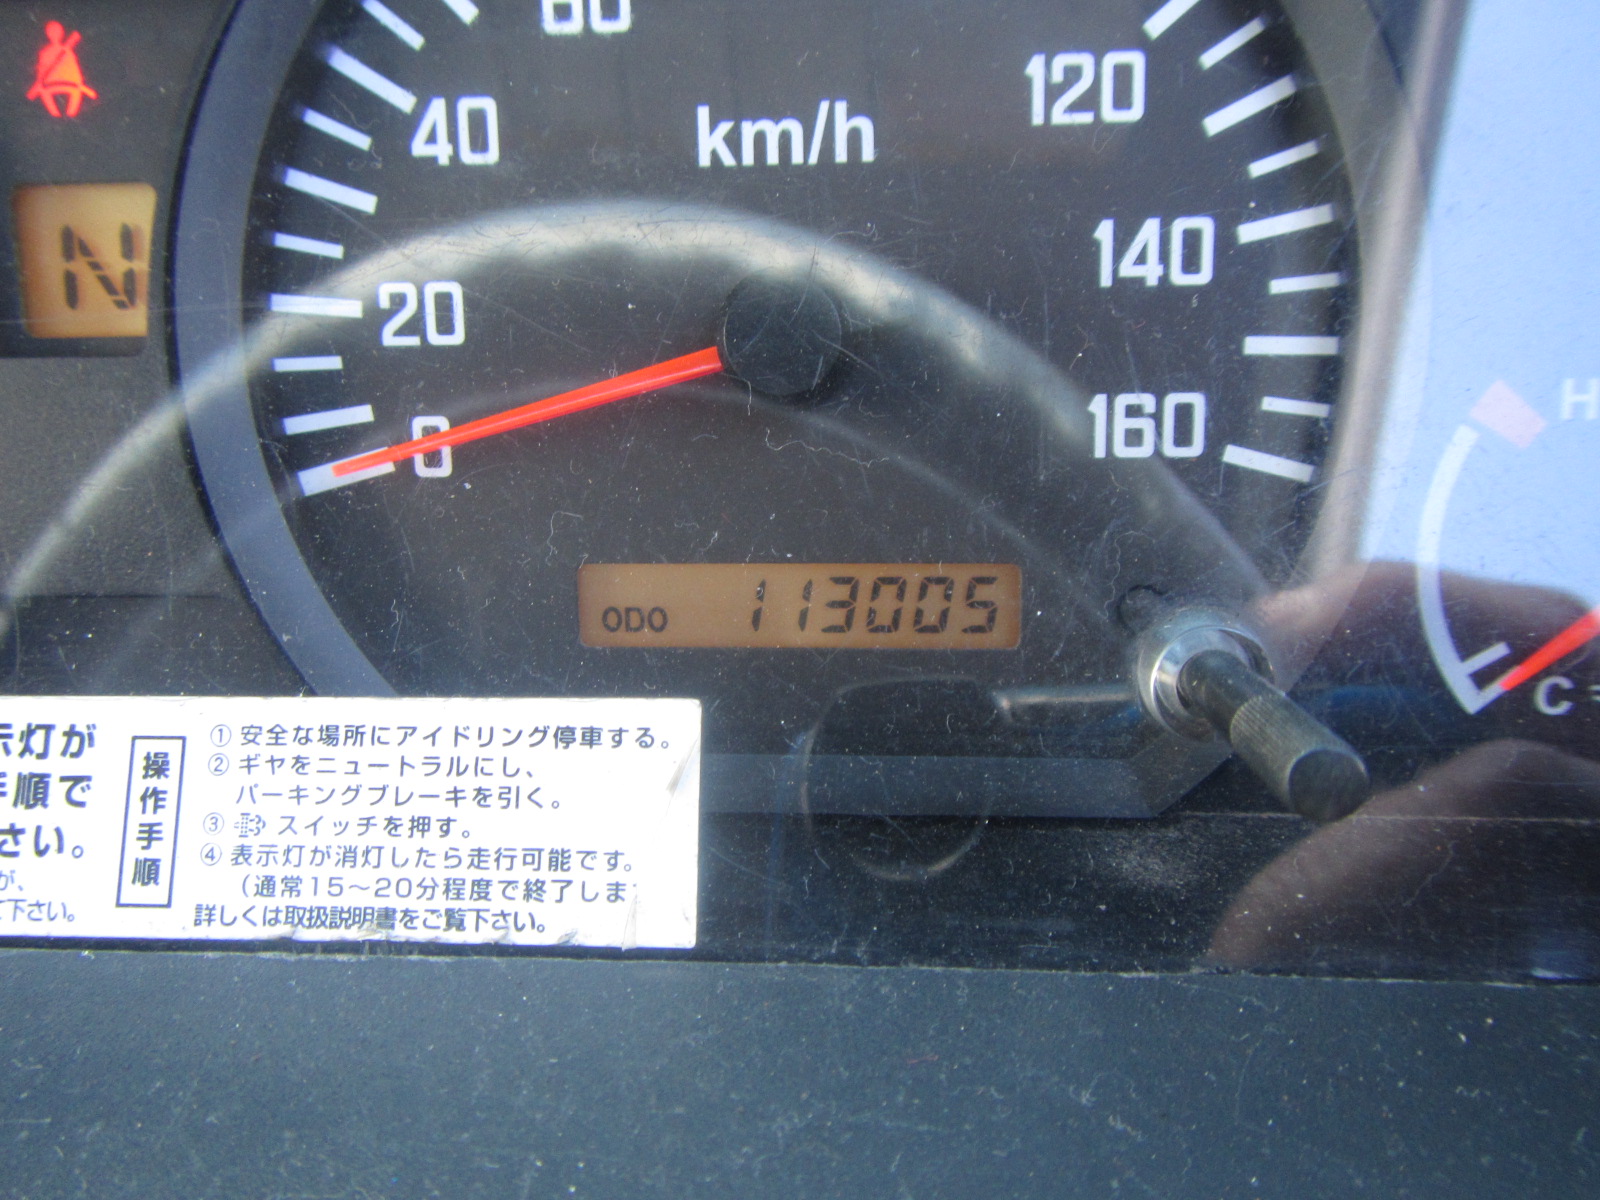 60
40
km/h
120
N
20
140
0
160
H
ODO 113005
C
示灯が
手順で
さい。
が、
て下さい。
操作手順
① 安全な場所にアイドリング停車する。
② ギヤをニュートラルにし、
パーキングブレーキを引く。
③ スイッチを押す。
④ 表示灯が消灯したら走行可能です。
（通常15～20分程度で終了しま
詳しくは取扱説明書をご覧下さい。